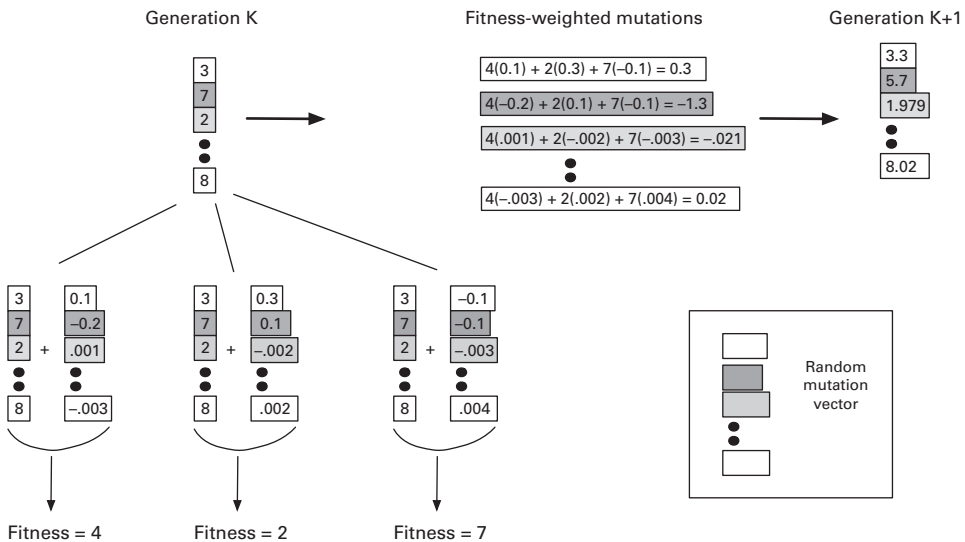 Generation K
Fitness-weighted mutations
Generation K+1
3
7
2
8
4(0.1) + 2(0.3) + 7(–0.1) = 0.3
4(–0.2) + 2(0.1) + 7(–0.1) = –1.3
4(.001) + 2(–.002) + 7(–.003) = –.021
4(–.003) + 2(.002) + 7(.004) = 0.02
3.3
5.7
1.979
8.02
3 0.1
7 –0.2
2 + .001
8 –.003
Fitness = 4
3 0.3
7 0.1
2 + –.002
8 .002
Fitness = 2
3 –0.1
7 –0.1
2 + –.003
8 .004
Fitness = 7
Random
mutation
vector